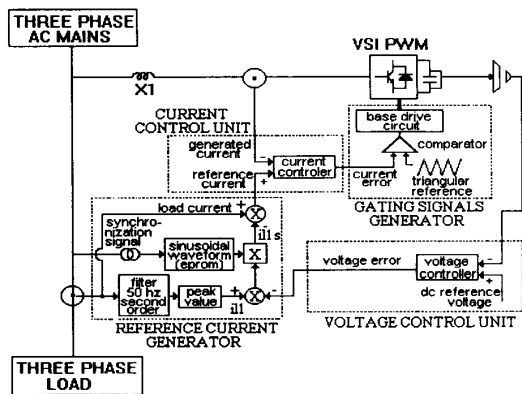 THREE PHASE
AC MAINS
VSI PWM
X1
CURRENT
CONTROL UNIT
base drive
circuit
generated
current
comparator
reference
current
+
current
controler
current
error
triangular
reference
GATING SIGNALS
GENERATOR
load current
+
X
synchro-
nization
signal
il1s
sinusoidal
waveform
(eprom)
X
voltage error
voltage
controller
-
+
filter
50 hz
second
order
peak
value
+
il1
X
-
dc reference
voltage
REFERENCE CURRENT
GENERATOR
VOLTAGE CONTROL UNIT
THREE PHASE
LOAD